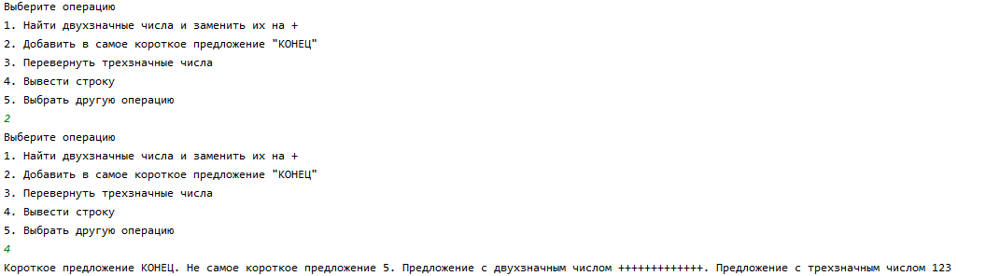 Выберите операцию
1. Найти двухзначные числа и заменить их на +
2. Добавить в самое короткое предложение "КОНЕЦ"
3. Перевернуть трехзначные числа
4. Вывести строку
5. Выбрать другую операцию
2
Выберите операцию
1. Найти двухзначные числа и заменить их на +
2. Добавить в самое короткое предложение "КОНЕЦ"
3. Перевернуть трехзначные числа
4. Вывести строку
5. Выбрать другую операцию
4
Короткое предложение КОНЕЦ. Не самое короткое предложение 5. Предложение с двухзначным числом +++++++++++++. Предложение с трехзначным числом 123